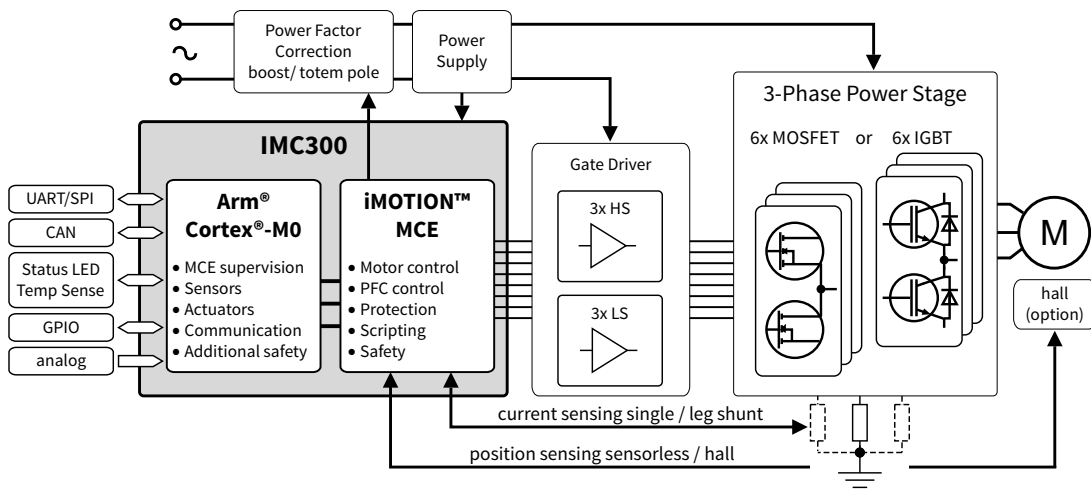 Power Factor
Correction
boost/ totem pole
Power
Supply
3-Phase Power Stage
6x MOSFET or 6x IGBT
IMC300
Gate Driver
UART/SPI
CAN
Status LED
Temp Sense
GPIO
analog
Arm®
Cortex®-M0
• MCE supervision
• Sensors
• Actuators
• Communication
• Additional safety
iMOTION™
MCE
• Motor control
• PFC control
• Protection
• Scripting
• Safety
3x HS
3x LS
M
hall
(option)
current sensing single / leg shunt
position sensing sensorless / hall